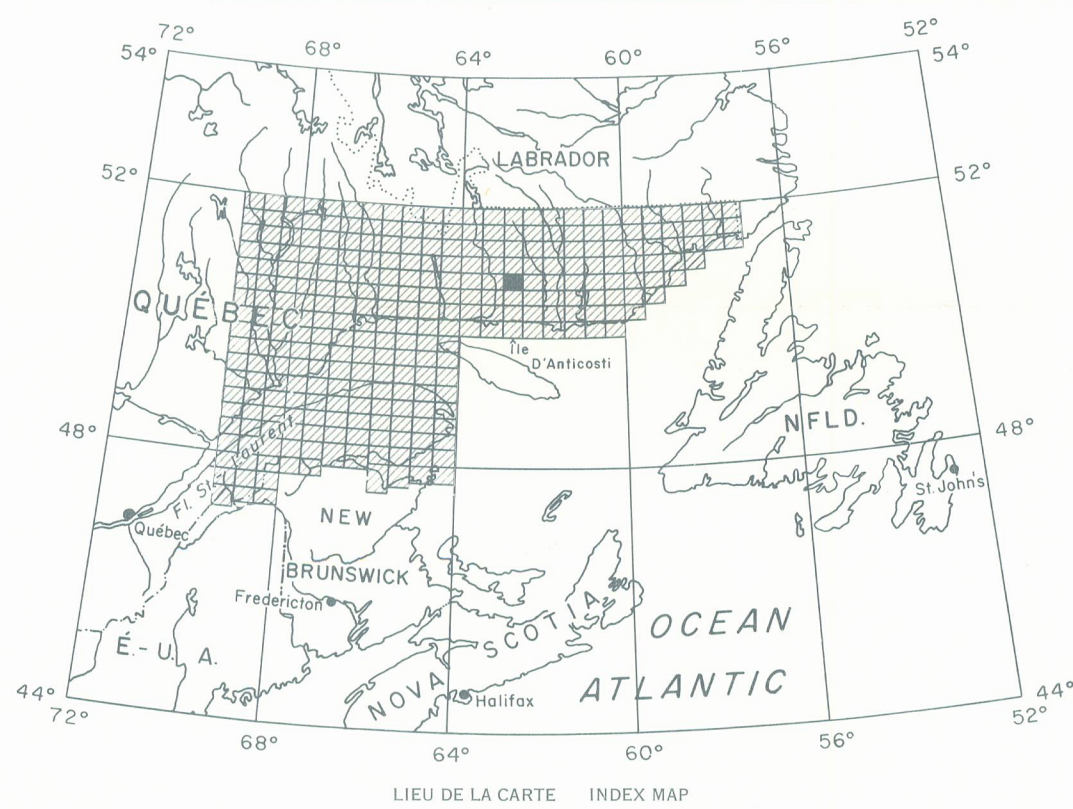 72°
68°
64°
60°
56°
52°
54°
54°
LABRADOR
52°
52°
QUÉBEC
Île
D'Anticosti
NFLD.
48°
48°
Fl. St-Laurent
St. John's
Québec
NEW
BRUNSWICK
Fredericton
É.-U. A.
NOVA SCOTIA
Halifax
OCEAN
ATLANTIC
44°
44°
72°
68°
64°
60°
56°
52°
LIEU DE LA CARTE INDEX MAP